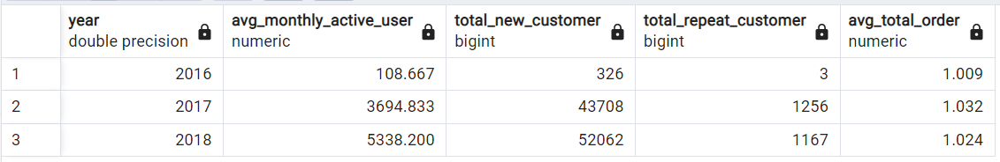 year avg_monthly_active_user total_new_customer total_repeat_customer avg_total_order
double precision numeric bigint bigint numeric
1 2016 108.667 326 3 1.009
2 2017 3694.833 43708 1256 1.032
3 2018 5338.200 52062 1167 1.024